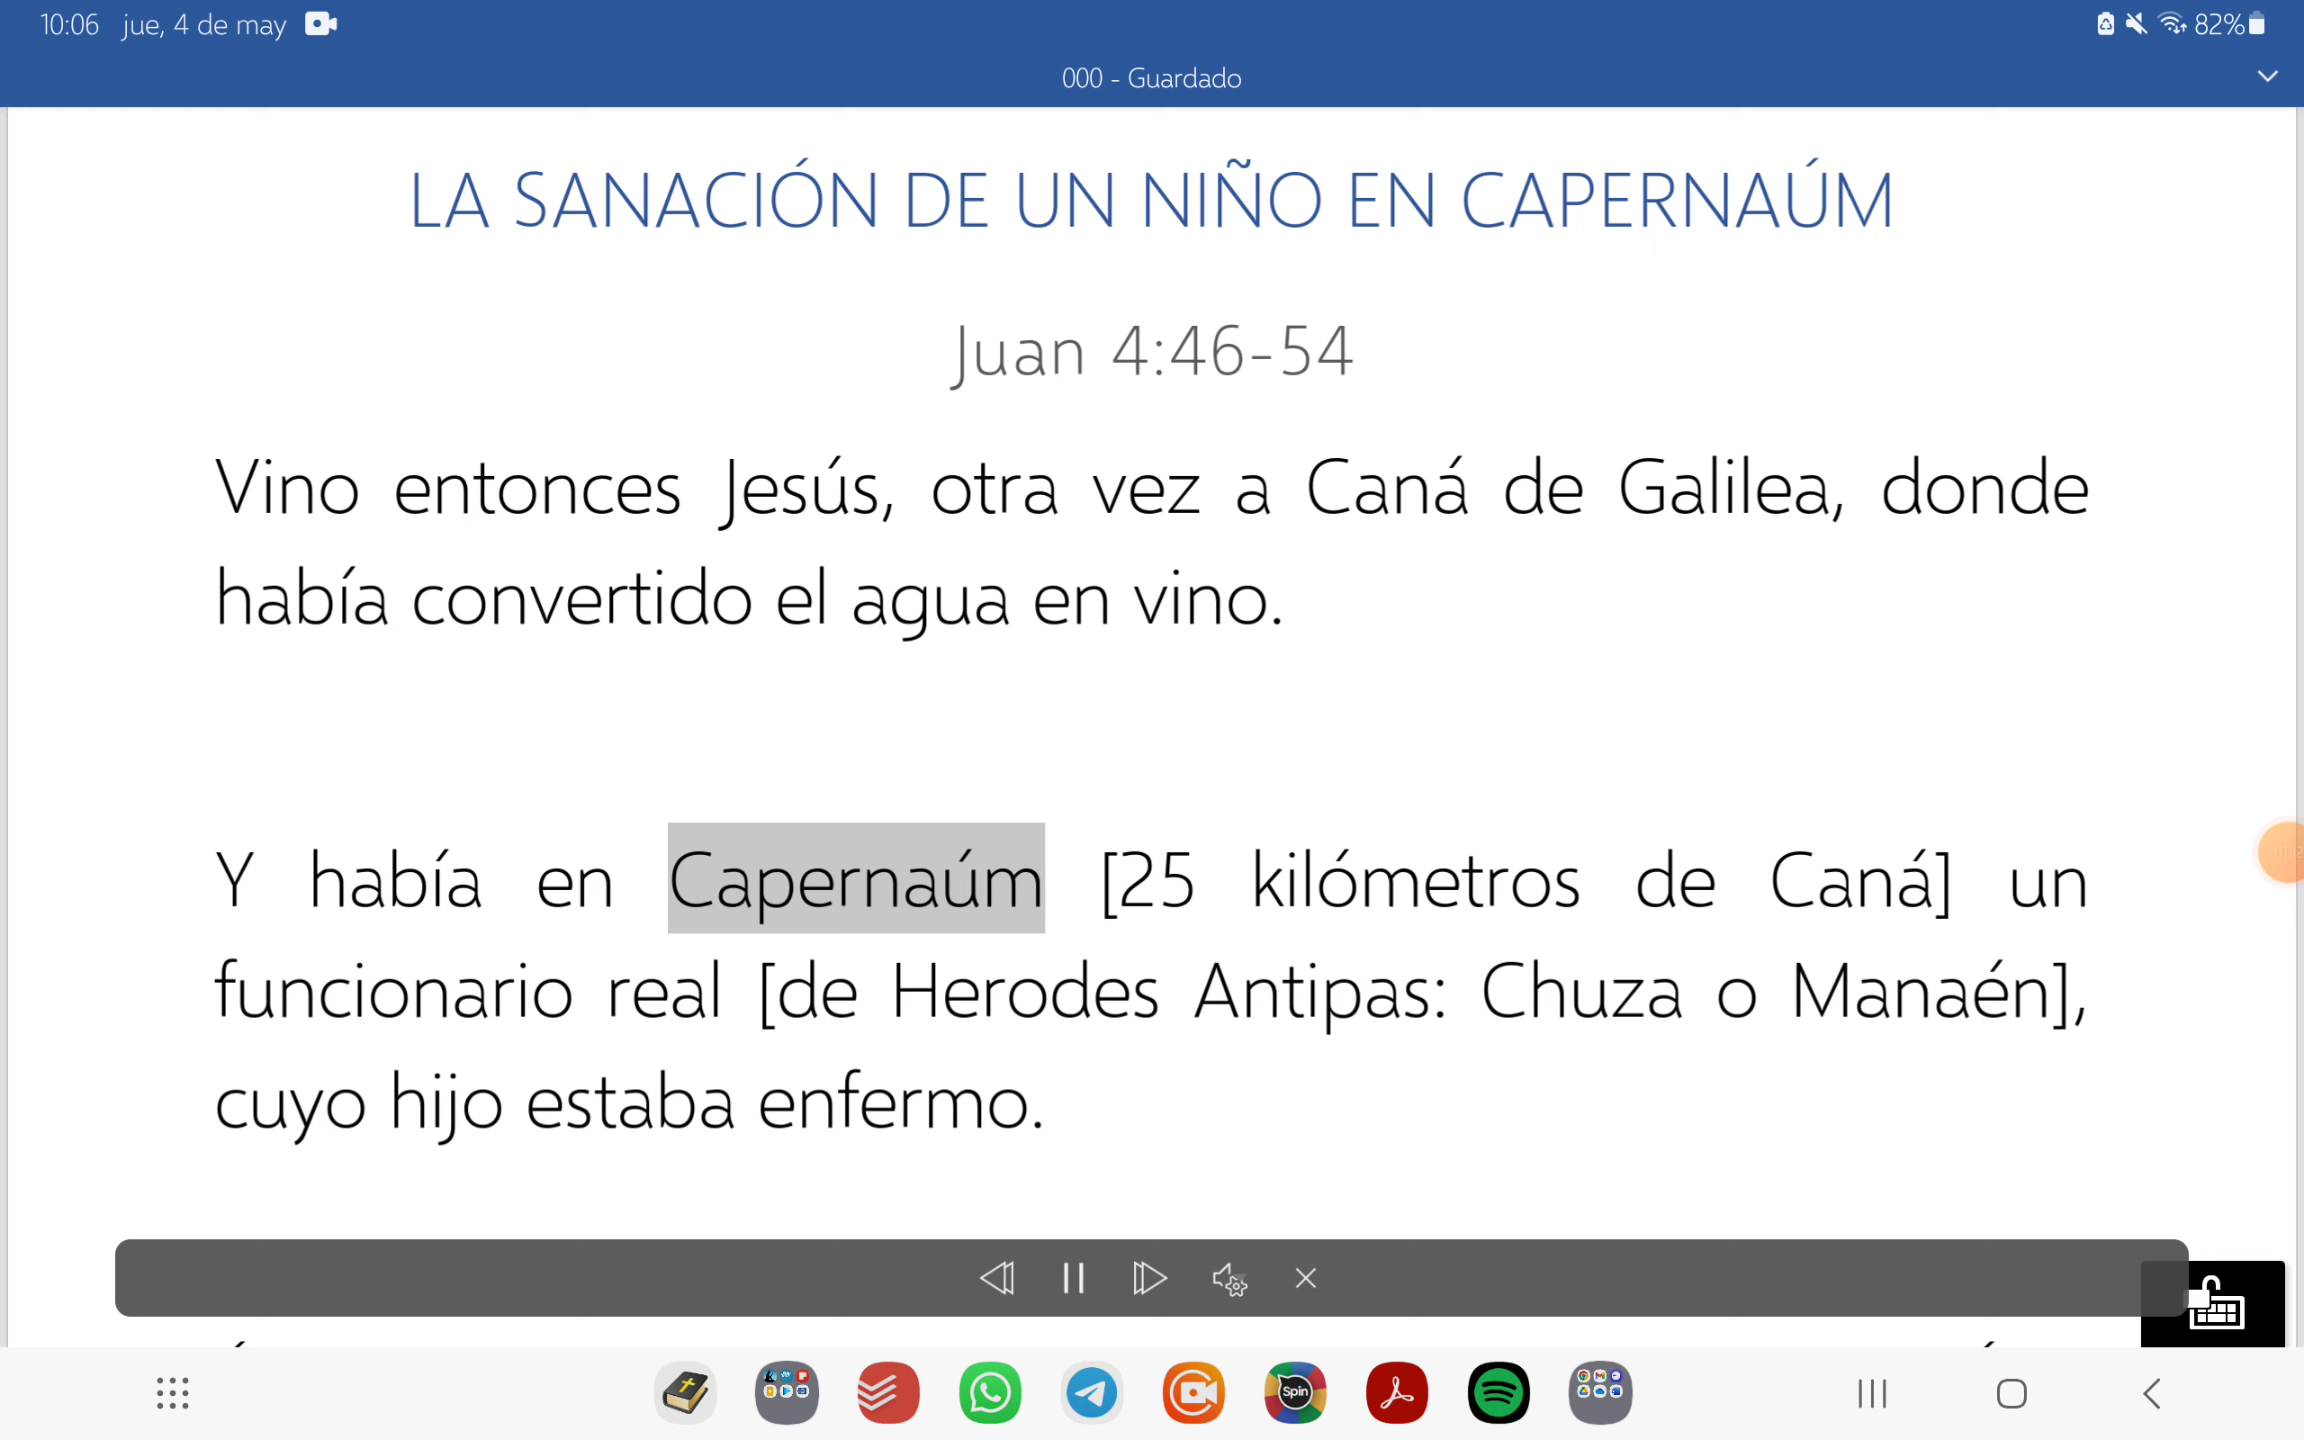 10:06 jue, 4 de may 82%
000 - Guardado
LA SANACIÓN DE UN NIÑO EN CAPERNAÚM
Juan 4:46-54
Vino entonces Jesús, otra vez a Caná de Galilea, donde
había convertido el agua en vino.
Y había en Capernaúm [25 kilómetros de Caná] un
funcionario real [de Herodes Antipas: Chuza o Manaén],
cuyo hijo estaba enfermo.
Spin